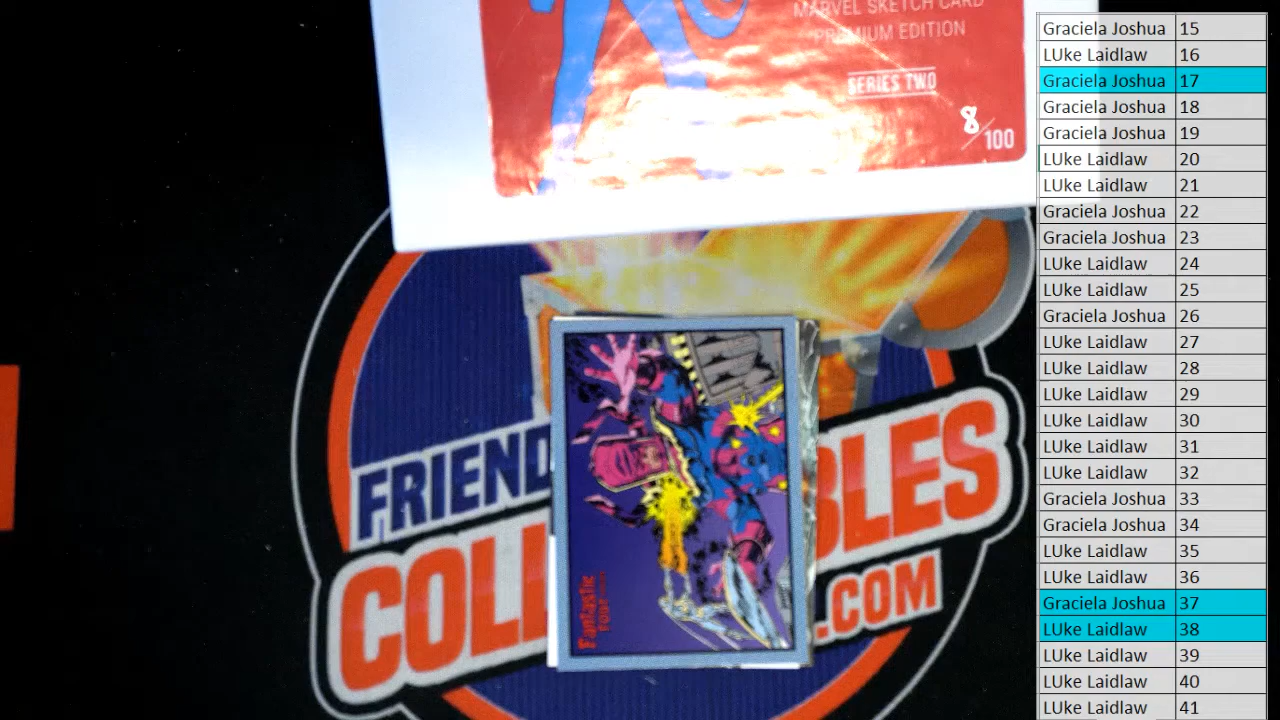 MARVEL SKETCH CARD
PREMIUM EDITION
SERIES TWO
8/100
FRIEND
COLL BLES
.COM
Fantastic
FOUR
Graciela Joshua 15
LUke Laidlaw 16
Graciela Joshua 17
Graciela Joshua 18
Graciela Joshua 19
LUke Laidlaw 20
LUke Laidlaw 21
Graciela Joshua 22
Graciela Joshua 23
LUke Laidlaw 24
LUke Laidlaw 25
Graciela Joshua 26
LUke Laidlaw 27
LUke Laidlaw 28
LUke Laidlaw 29
LUke Laidlaw 30
LUke Laidlaw 31
LUke Laidlaw 32
Graciela Joshua 33
Graciela Joshua 34
LUke Laidlaw 35
LUke Laidlaw 36
Graciela Joshua 37
LUke Laidlaw 38
LUke Laidlaw 39
LUke Laidlaw 40
LUke Laidlaw 41